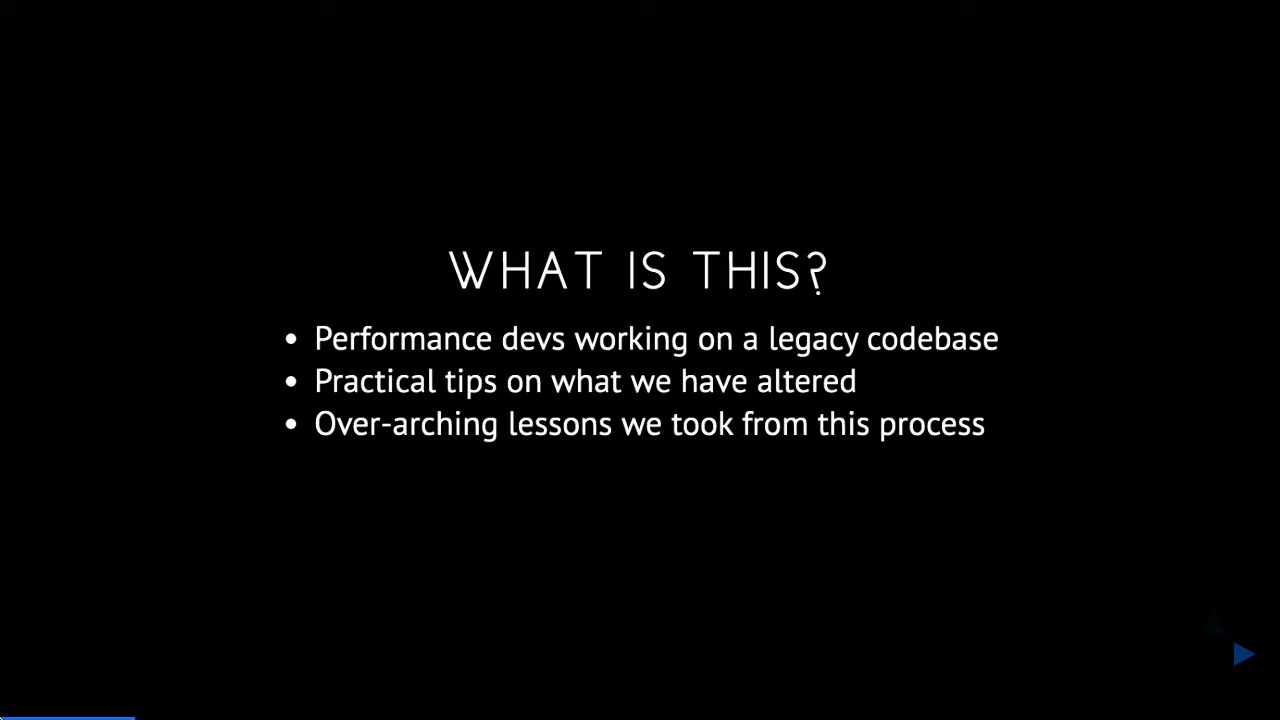 WHAT IS THIS?
• Performance devs working on a legacy codebase
• Practical tips on what we have altered
• Over-arching lessons we took from this process